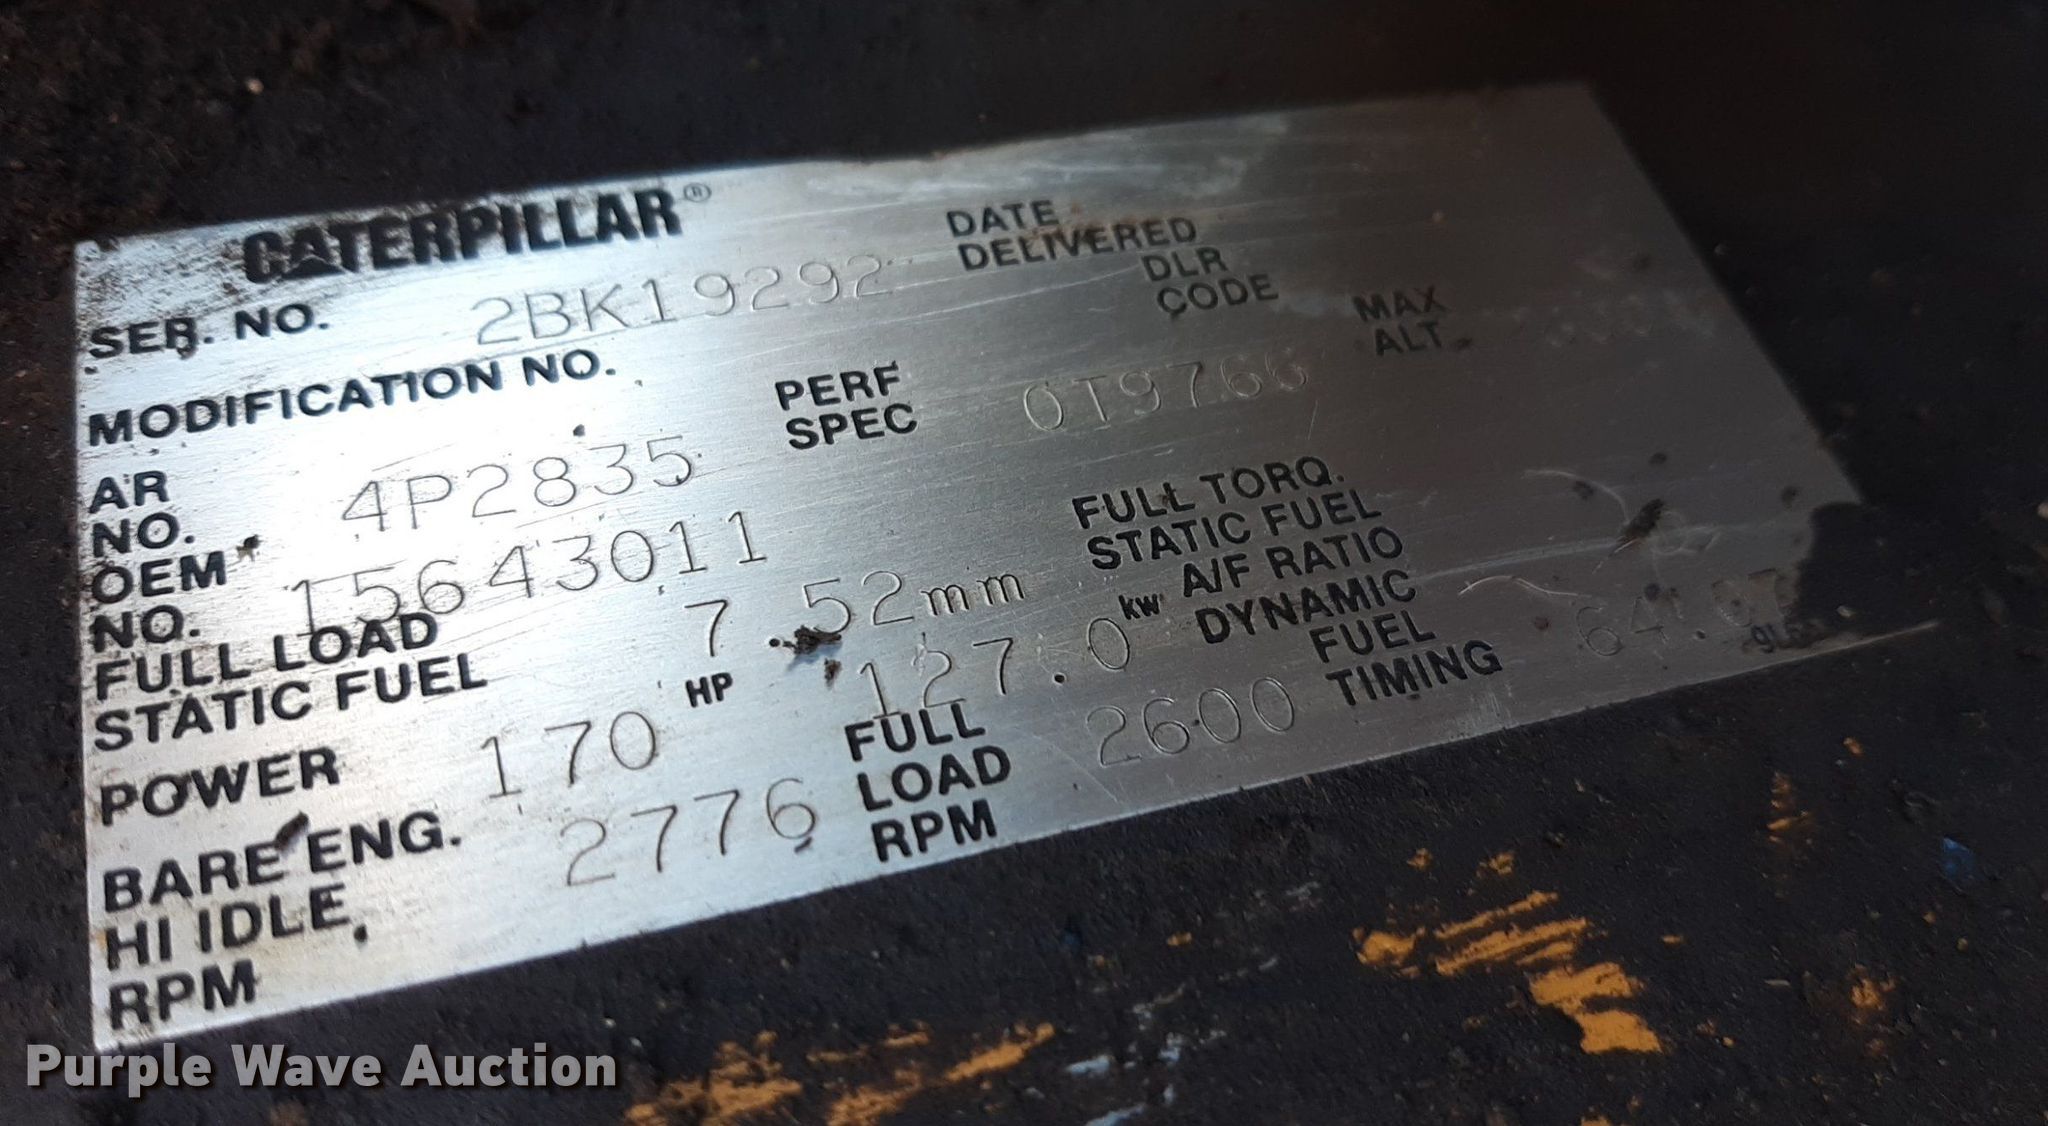 CATERPILLAR®
SER. NO. 2BK19292
DATE
DELIVERED
MODIFICATION NO.
DLR
CODE
AR
NO. 4P2835
PERF
SPEC 0T9766
MAX
ALT.
OEM
NO. 15643011
FULL LOAD
STATIC FUEL 7.52mm
FULL TORQ.
STATIC FUEL
A/F RATIO
DYNAMIC
POWER 170 HP 127.0 kw
FUEL
TIMING
BARE ENG.
HI IDLE
RPM 2776
FULL
LOAD
RPM 2600
Purple Wave Auction